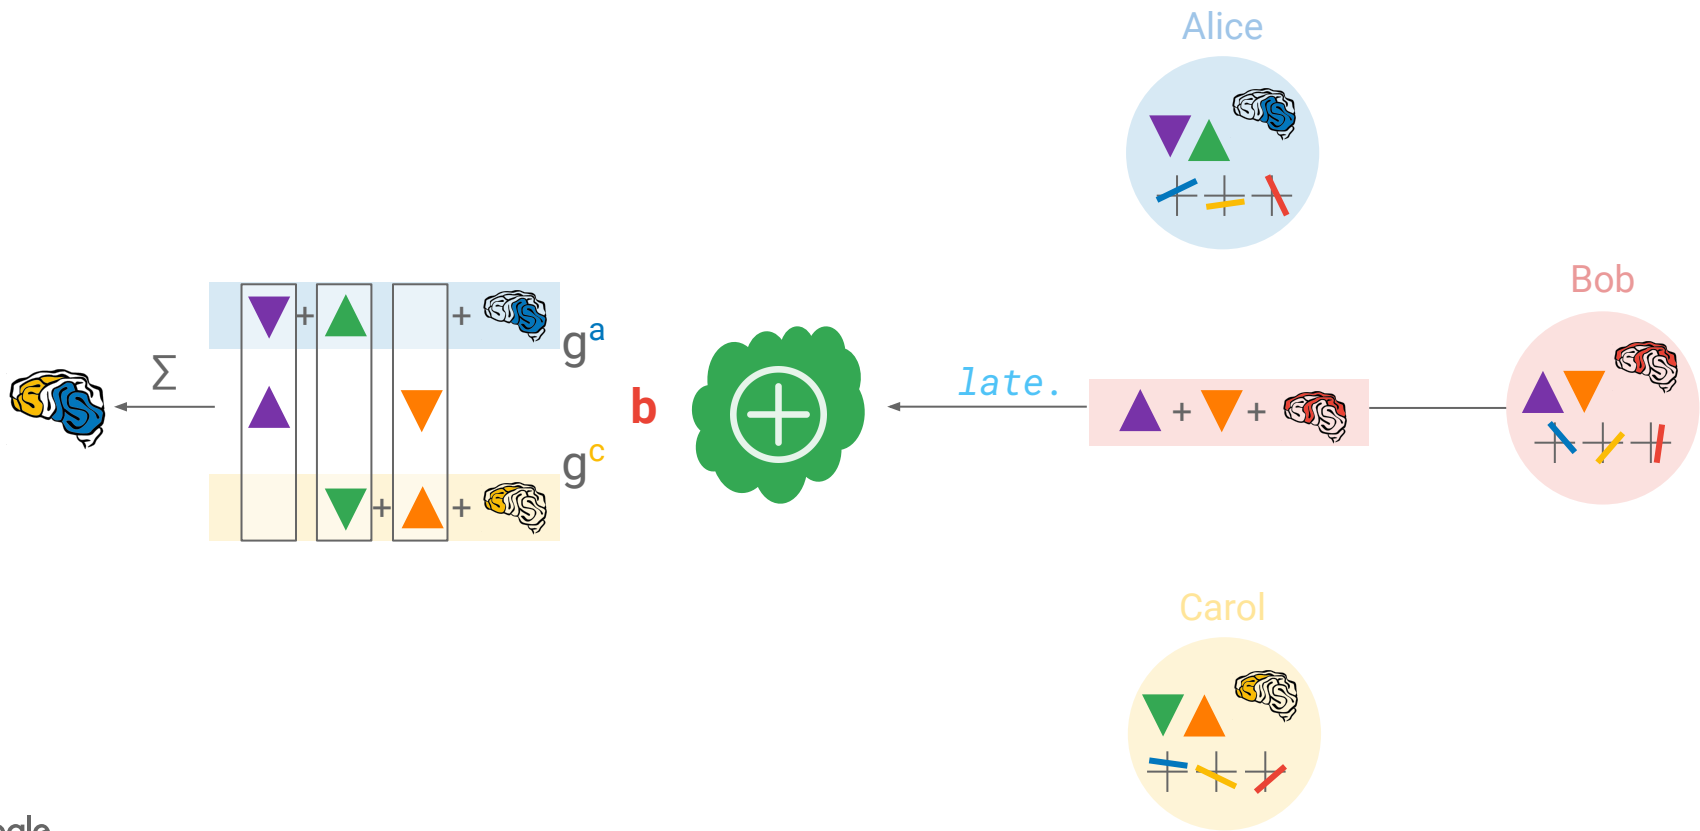 Alice
Bob
+ +
g^a
Σ
late.
b
+ +
g^c
+ +
Carol